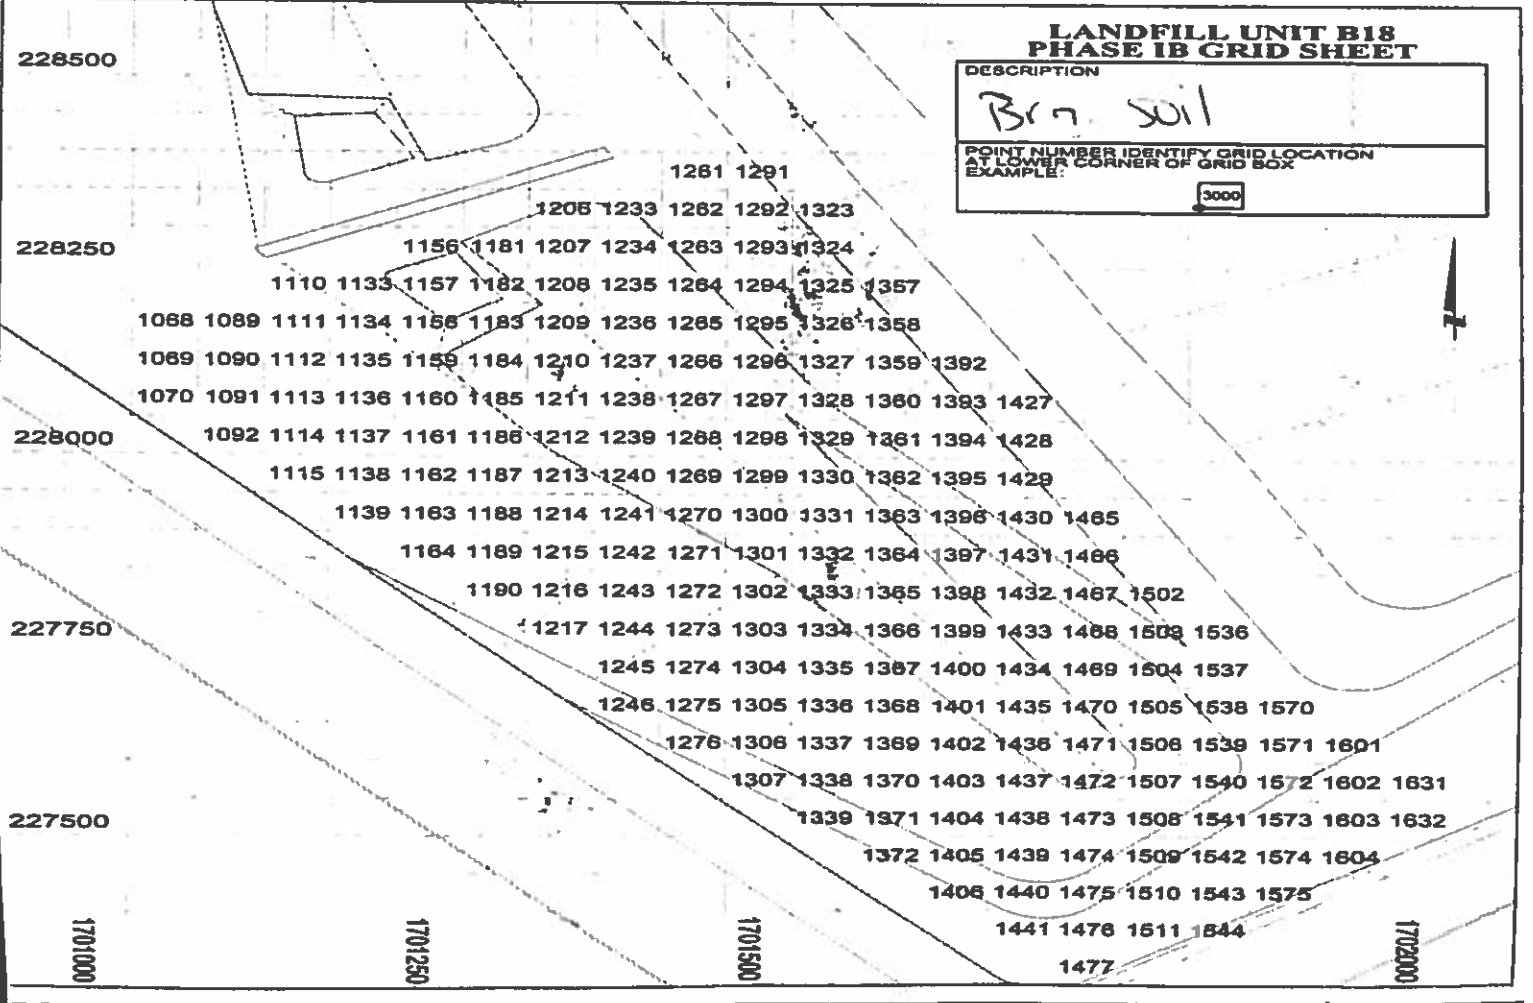 LANDFILL UNIT B18
PHASE IB GRID SHEET
DESCRIPTION
Brn Soil
POINT NUMBER IDENTIFY GRID LOCATION
AT LOWER CORNER OF GRID BOX
EXAMPLE:
3000
228500
1261 1291
1206 1233 1262 1292 1323
228250 1156 1181 1207 1234 1263 1293 1324
1110 1133 1157 1182 1208 1235 1264 1294 1325 1357
1068 1089 1111 1134 1158 1183 1209 1236 1265 1295 1326 1358
1069 1090 1112 1135 1159 1184 1210 1237 1266 1296 1327 1359 1392
1070 1091 1113 1136 1160 1185 1211 1238 1267 1297 1328 1360 1393 1427
228000 1092 1114 1137 1161 1186 1212 1239 1268 1298 1329 1361 1394 1428
1115 1138 1162 1187 1213 1240 1269 1299 1330 1362 1395 1429
1139 1163 1188 1214 1241 1270 1300 1331 1363 1396 1430 1465
1164 1189 1215 1242 1271 1301 1332 1364 1397 1431 1466
1190 1216 1243 1272 1302 1333 1365 1398 1432 1467 1502
227750 1217 1244 1273 1303 1334 1366 1399 1433 1468 1503 1536
1245 1274 1304 1335 1367 1400 1434 1469 1504 1537
1246 1275 1305 1336 1368 1401 1435 1470 1505 1538 1570
1276 1306 1337 1369 1402 1436 1471 1506 1539 1571 1601
1307 1338 1370 1403 1437 1472 1507 1540 1572 1602 1631
227500 1339 1371 1404 1438 1473 1508 1541 1573 1603 1632
1372 1405 1439 1474 1509 1542 1574 1604
1406 1440 1475 1510 1543 1575
1441 1476 1511 1544
1477
1701000 1701250 1701500 1702000